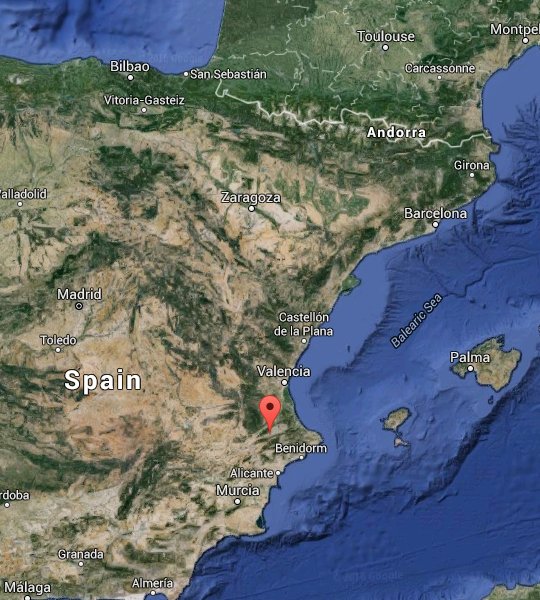 Toulouse
Montpel
Bilbao
San Sebastián
Carcassonne
Vitoria-Gasteiz
Andorra
Girona
alladolid
Zaragoza
Barcelona
Madrid
Balearic Sea
Castellón
de la Plana
Toledo
Palma
Valencia
Spain
Benidorm
Alicante
Murcia
rdoba
Granada
Almería
Málaga